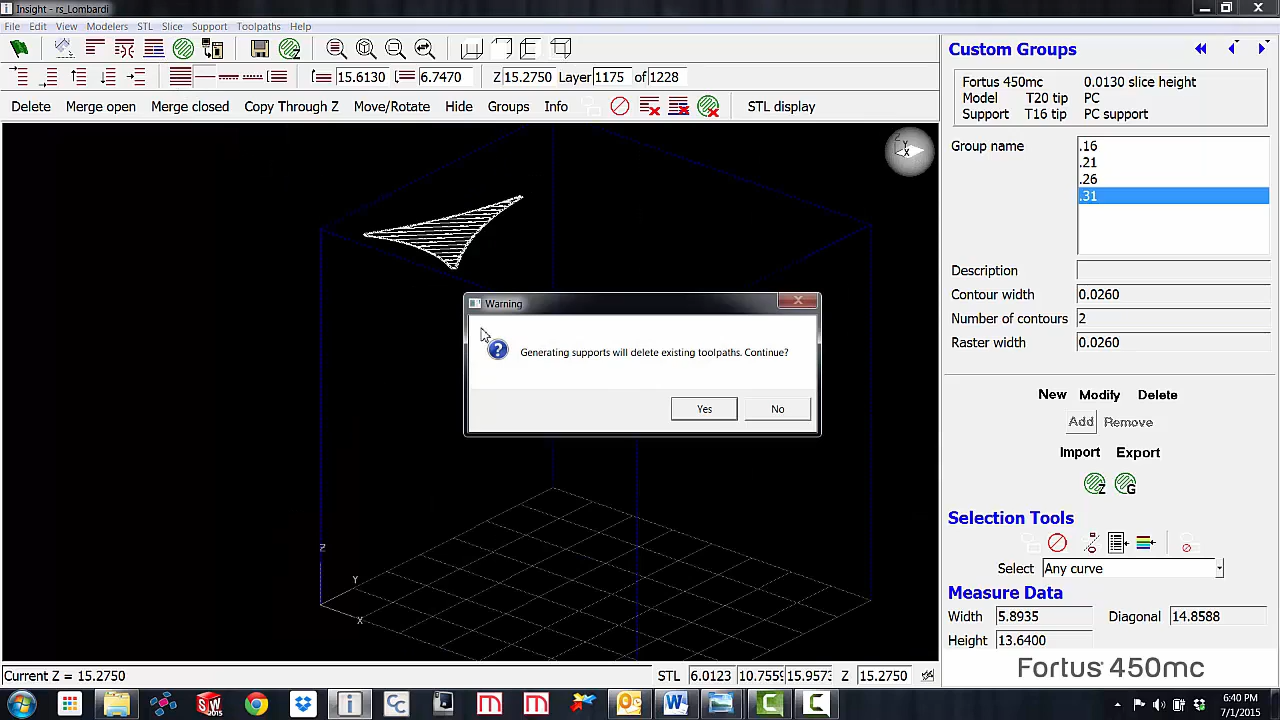 Insight - rs_Lombardi
File Edit View Modelers STL Slice Support Toolpaths Help
15.6130 6.7470 Z 15.2750 Layer 1175 of 1228
Delete Merge open Merge closed Copy Through Z Move/Rotate Hide Groups Info STL display
Custom Groups
Fortus 450mc 0.0130 slice height
Model T20 tip PC
Support T16 tip PC support
Group name
.16
.21
.26
.31
Description
Contour width 0.0260
Number of contours 2
Raster width 0.0260
New Modify Delete
Add Remove
Import Export
Z G
Selection Tools
Select Any curve
Measure Data
Width 5.8935 Diagonal 14.8588
Height 13.6400
Fortus 450mc
Z
Y
X
Warning
Generating supports will delete existing toolpaths. Continue?
Yes No
Z
Y
X
Current Z = 15.2750 STL 6.0123 10.7559 15.9573 Z 15.2750
6:40 PM
7/1/2015